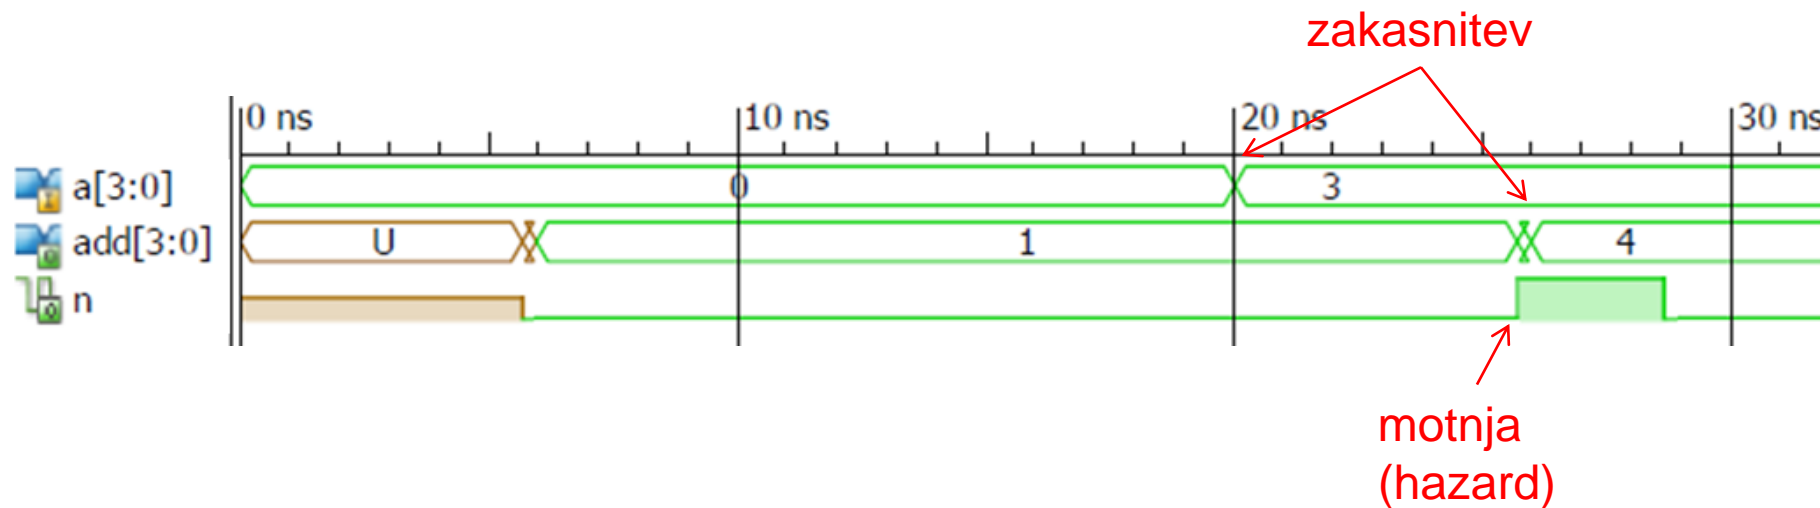 zakasnitev
0 ns 10 ns 20 ns 30 ns
a[3:0] 0 3
add[3:0] U 1 4
n
motnja
(hazard)